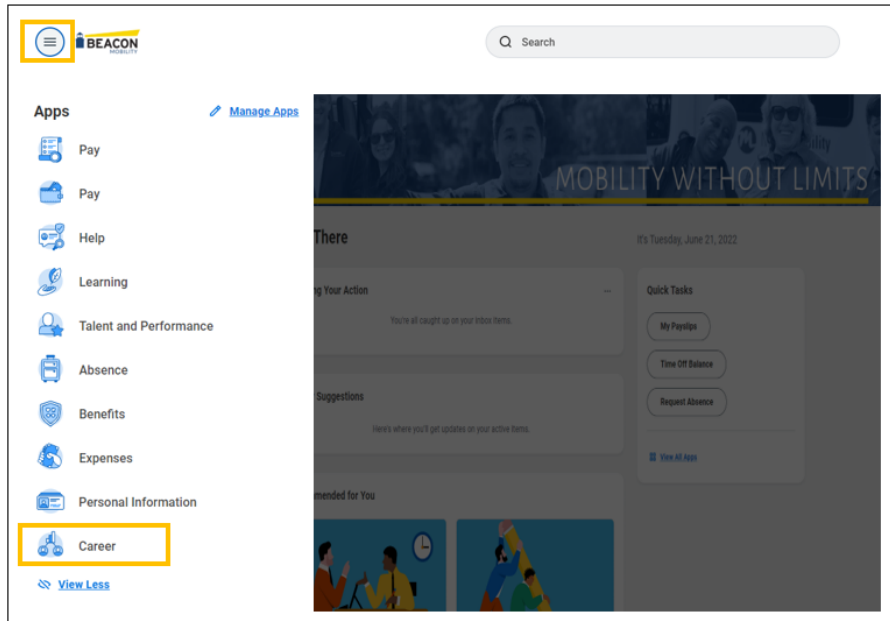 BEACON
MOBILITY
Search
Apps
Manage Apps
Pay
Pay
Help
Learning
Talent and Performance
Absence
Benefits
Expenses
Personal Information
Career
View Less
bility
MOBILITY WITHOUT LIMITS
There
It's Tuesday, June 21, 2022
ng Your Action
You're all caught up on your inbox items.
Suggestions
Here's where you'll get updates on your active items.
mended for You
Quick Tasks
My Payslips
Time Off Balance
Request Absence
View All Apps